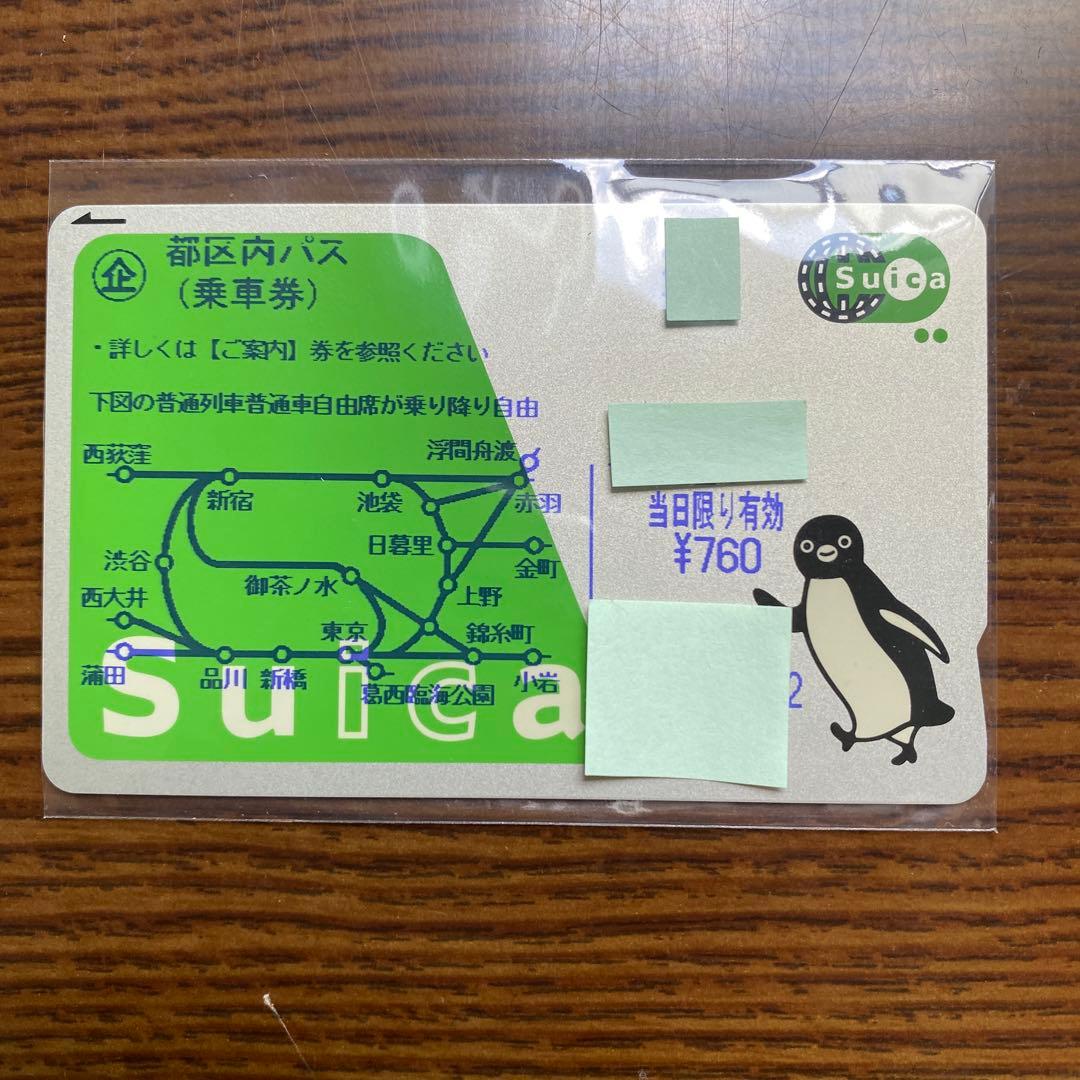 企
都区内パス
(乗車券)
・詳しくは【ご案内】券を参照ください
下図の普通列車普通車自由席が乗り降り自由
西荻窪
浮間舟渡
新宿
池袋
赤羽
日暮里
渋谷
金町
御茶ノ水
西大井
上野
東京
錦糸町
蒲田
品川
新橋
葛西臨海公園
小岩
Suica
Suica
当日限り有効
¥760
2